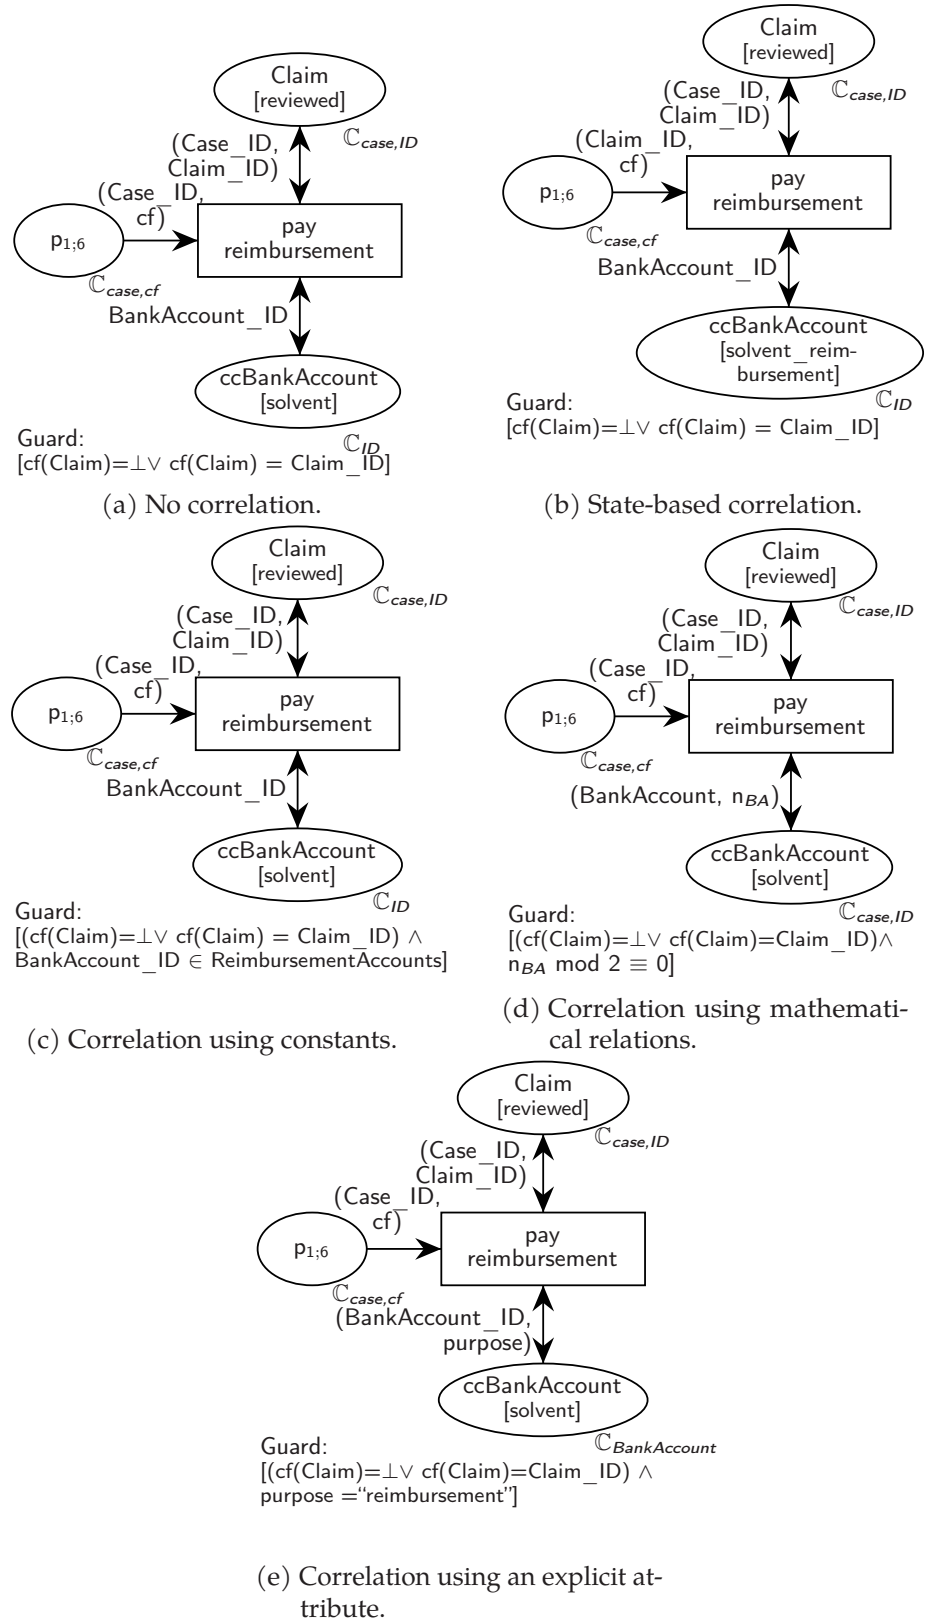 Claim
[reviewed]
ℂcase,ID
(Case_ID,
Claim_ID)
(Case_ID,
cf)
pay
reimbursement
p1;6
ℂcase,cf
BankAccount_ID
ccBankAccount
[solvent]
ℂID
Guard:
[cf(Claim)=⊥∨ cf(Claim) = Claim_ID]
(a) No correlation.
Claim
[reviewed]
ℂcase,ID
(Case_ID,
Claim_ID)
(Claim_ID,
cf)
pay
reimbursement
p1;6
ℂcase,cf
BankAccount_ID
ccBankAccount
[solvent_reim-
bursement]
ℂID
Guard:
[cf(Claim)=⊥∨ cf(Claim) = Claim_ID]
(b) State-based correlation.
Claim
[reviewed]
ℂcase,ID
(Case_ID,
Claim_ID)
(Case_ID,
cf)
pay
reimbursement
p1;6
ℂcase,cf
BankAccount_ID
ccBankAccount
[solvent]
ℂID
Guard:
[(cf(Claim)=⊥∨ cf(Claim) = Claim_ID) ∧
BankAccount_ID ∈ ReimbursementAccounts]
(c) Correlation using constants.
Claim
[reviewed]
ℂcase,ID
(Case_ID,
Claim_ID)
(Case_ID,
cf)
pay
reimbursement
p1;6
ℂcase,cf
(BankAccount, nBA)
ccBankAccount
[solvent]
ℂcase,ID
Guard:
[(cf(Claim)=⊥∨ cf(Claim)=Claim_ID)∧
nBA mod 2 ≡ 0]
(d) Correlation using mathemati-
cal relations.
Claim
[reviewed]
ℂcase,ID
(Case_ID,
Claim_ID)
(Case_ID,
cf)
pay
reimbursement
p1;6
ℂcase,cf
(BankAccount_ID,
purpose)
ccBankAccount
[solvent]
ℂBankAccount
Guard:
[(cf(Claim)=⊥∨ cf(Claim)=Claim_ID) ∧
purpose =“reimbursement”]
(e) Correlation using an explicit at-
tribute.